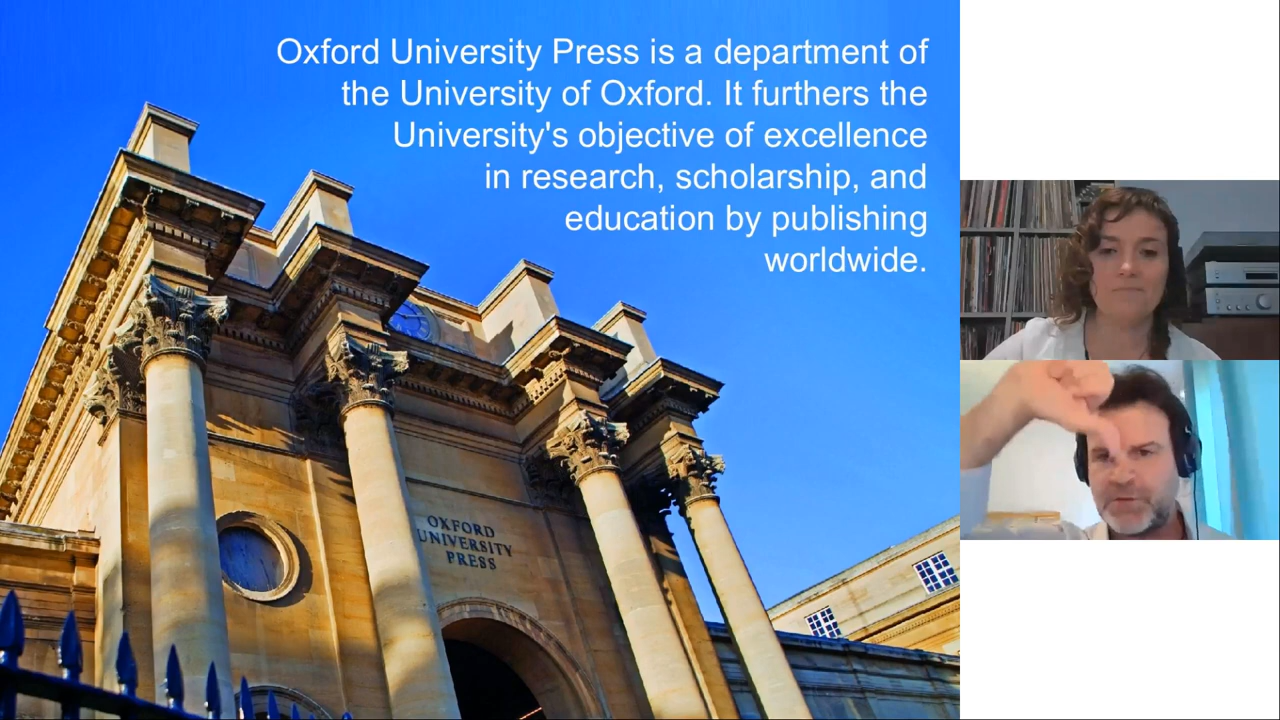 Oxford University Press is a department of
the University of Oxford. It furthers the
University's objective of excellence
in research, scholarship, and
education by publishing
worldwide.
OXFORD
UNIVERSITY
PRESS